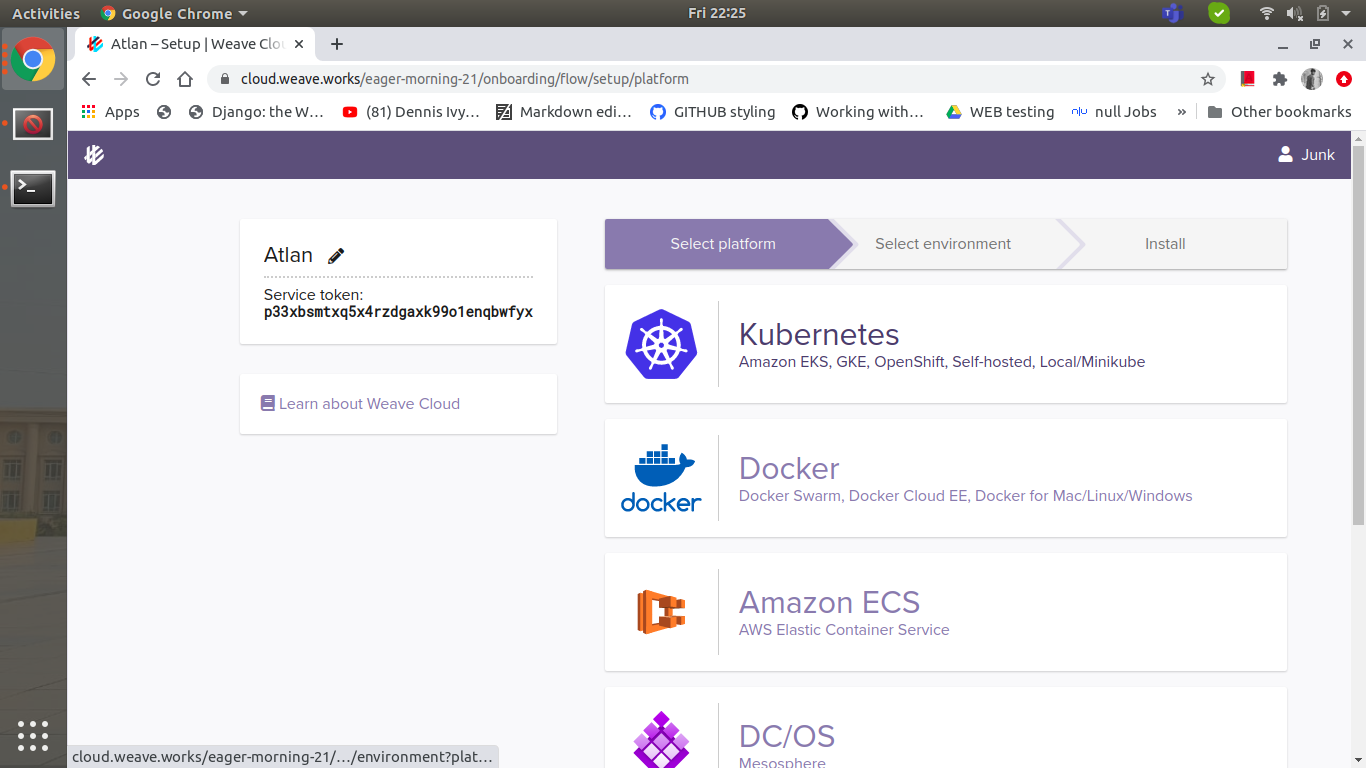 Activities
Google Chrome
Fri 22:25
Atlan – Setup | Weave Clo
cloud.weave.works/eager-morning-21/onboarding/flow/setup/platform
Apps
Django: the W…
(81) Dennis Ivy…
Markdown edi…
GITHUB styling
Working with…
WEB testing
null Jobs
»
Other bookmarks
Junk
Atlan
Service token:
p33xbsmtxq5x4rzdgaxk99o1enqbwfyx
Learn about Weave Cloud
Select platform
Select environment
Install
Kubernetes
Amazon EKS, GKE, OpenShift, Self-hosted, Local/Minikube
docker
Docker
Docker Swarm, Docker Cloud EE, Docker for Mac/Linux/Windows
Amazon ECS
AWS Elastic Container Service
DC/OS
Mesosphere
cloud.weave.works/eager-morning-21/…/environment?plat…